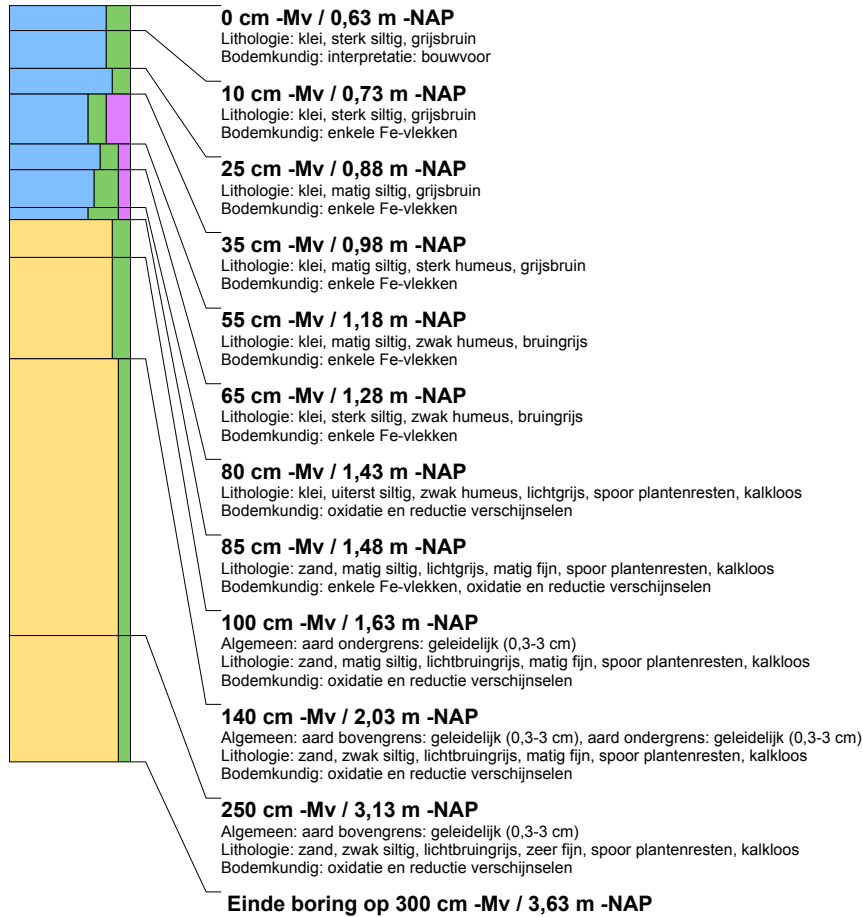 0 cm -Mv / 0,63 m -NAP
Lithologie: klei, sterk siltig, grijsbruin
Bodemkundig: interpretatie: bouwvoor
10 cm -Mv / 0,73 m -NAP
Lithologie: klei, sterk siltig, grijsbruin
Bodemkundig: enkele Fe-vlekken
25 cm -Mv / 0,88 m -NAP
Lithologie: klei, matig siltig, grijsbruin
Bodemkundig: enkele Fe-vlekken
35 cm -Mv / 0,98 m -NAP
Lithologie: klei, matig siltig, sterk humeus, grijsbruin
Bodemkundig: enkele Fe-vlekken
55 cm -Mv / 1,18 m -NAP
Lithologie: klei, matig siltig, zwak humeus, bruingrijs
Bodemkundig: enkele Fe-vlekken
65 cm -Mv / 1,28 m -NAP
Lithologie: klei, sterk siltig, zwak humeus, bruingrijs
Bodemkundig: enkele Fe-vlekken
80 cm -Mv / 1,43 m -NAP
Lithologie: klei, uiterst siltig, zwak humeus, lichtgrijs, spoor plantenresten, kalkloos
Bodemkundig: oxidatie en reductie verschijnselen
85 cm -Mv / 1,48 m -NAP
Lithologie: zand, matig siltig, lichtgrijs, matig fijn, spoor plantenresten, kalkloos
Bodemkundig: enkele Fe-vlekken, oxidatie en reductie verschijnselen
100 cm -Mv / 1,63 m -NAP
Algemeen: aard ondergrens: geleidelijk (0,3-3 cm)
Lithologie: zand, matig siltig, lichtbruingrijs, matig fijn, spoor plantenresten, kalkloos
Bodemkundig: oxidatie en reductie verschijnselen
140 cm -Mv / 2,03 m -NAP
Algemeen: aard bovengrens: geleidelijk (0,3-3 cm), aard ondergrens: geleidelijk (0,3-3 cm)
Lithologie: zand, zwak siltig, lichtbruingrijs, matig fijn, spoor plantenresten, kalkloos
Bodemkundig: oxidatie en reductie verschijnselen
250 cm -Mv / 3,13 m -NAP
Algemeen: aard bovengrens: geleidelijk (0,3-3 cm)
Lithologie: zand, zwak siltig, lichtbruingrijs, zeer fijn, spoor plantenresten, kalkloos
Bodemkundig: oxidatie en reductie verschijnselen
Einde boring op 300 cm -Mv / 3,63 m -NAP